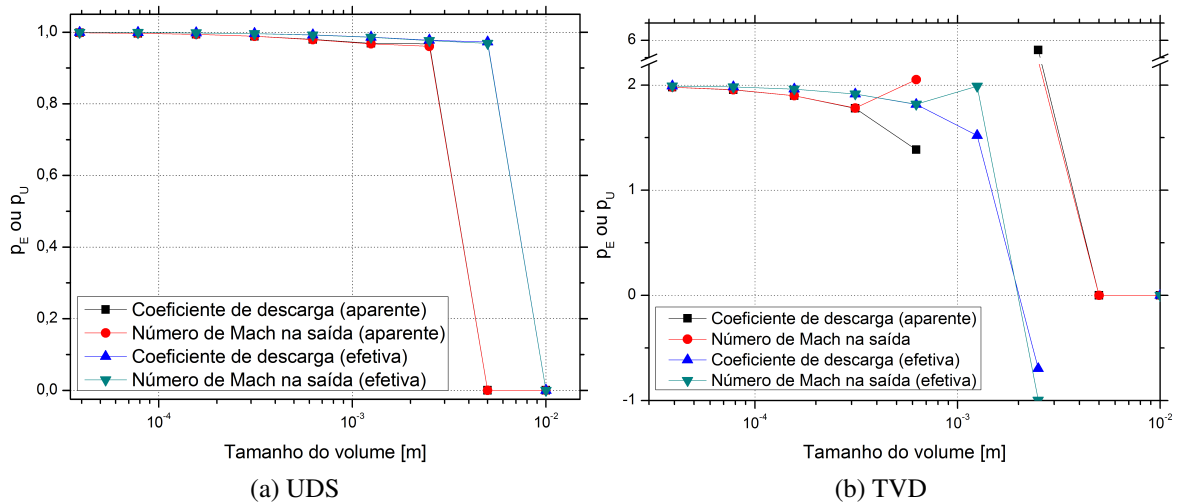 1,0
0,8
0,6
0,4
0,2
0,0
p_E ou p_U
10^-4
10^-3
10^-2
Tamanho do volume [m]
Coeficiente de descarga (aparente)
Número de Mach na saída (aparente)
Coeficiente de descarga (efetiva)
Número de Mach na saída (efetiva)
(a) UDS
6
2
1
0
-1
p_E ou p_U
10^-4
10^-3
10^-2
Tamanho do volume [m]
Coeficiente de descarga (aparente)
Número de Mach na saída
Coeficiente de descarga (efetiva)
Número de Mach na saída (efetiva)
(b) TVD